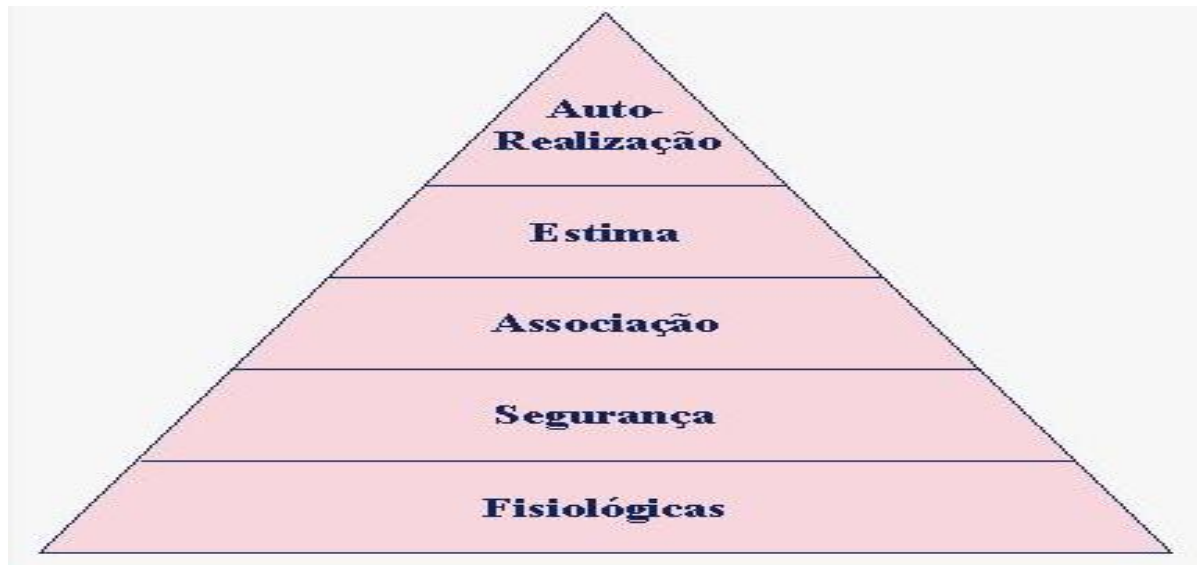 Auto-
Realização
Estima
Associação
Segurança
Fisiológicas